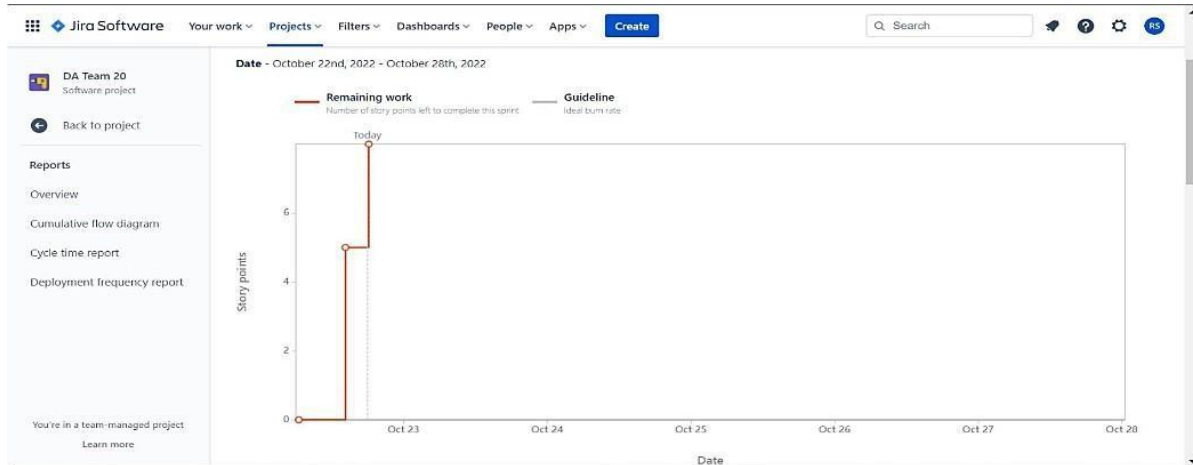 Jira Software Your work Projects Filters Dashboards People Apps Create Search RS
DA Team 20
Software project
Back to project
Reports
Overview
Cumulative flow diagram
Cycle time report
Deployment frequency report
You're in a team-managed project
Learn more
Date - October 22nd, 2022 - October 28th, 2022
Remaining work
Number of story points left to complete this sprint
Guideline
Ideal burn rate
Today
6
4
2
0
Story points
Oct 23 Oct 24 Oct 25 Oct 26 Oct 27 Oct 28
Date